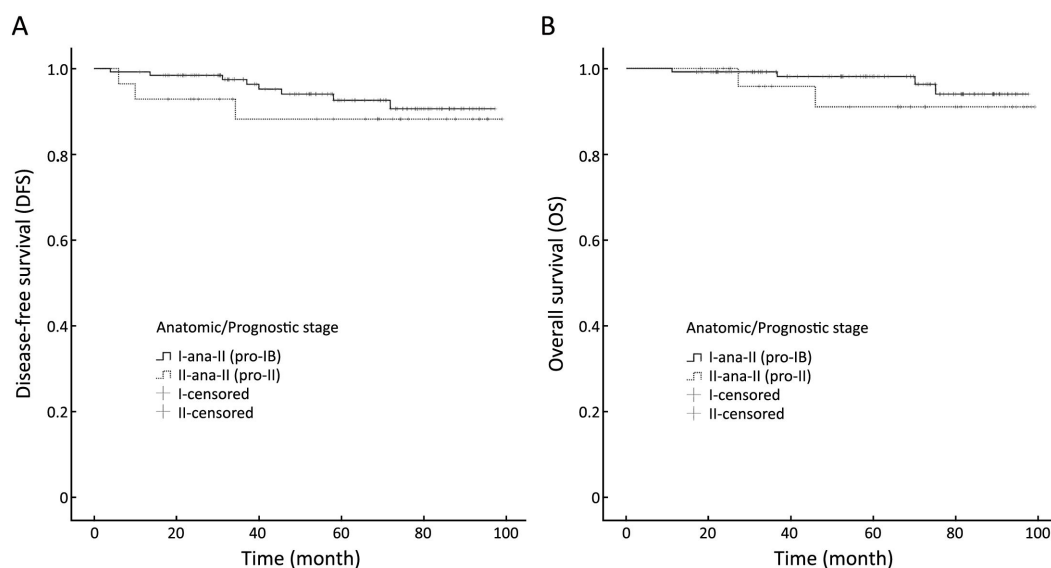 A
Disease-free survival (DFS)
1.0
0.8
0.6
0.4
0.2
0
Anatomic/Prognostic stage
I-ana-II (pro-IB)
II-ana-II (pro-II)
I-censored
II-censored
0 20 40 60 80 100
Time (month)
B
Overall survival (OS)
1.0
0.8
0.6
0.4
0.2
0
Anatomic/Prognostic stage
I-ana-II (pro-IB)
II-ana-II (pro-II)
I-censored
II-censored
0 20 40 60 80 100
Time (month)